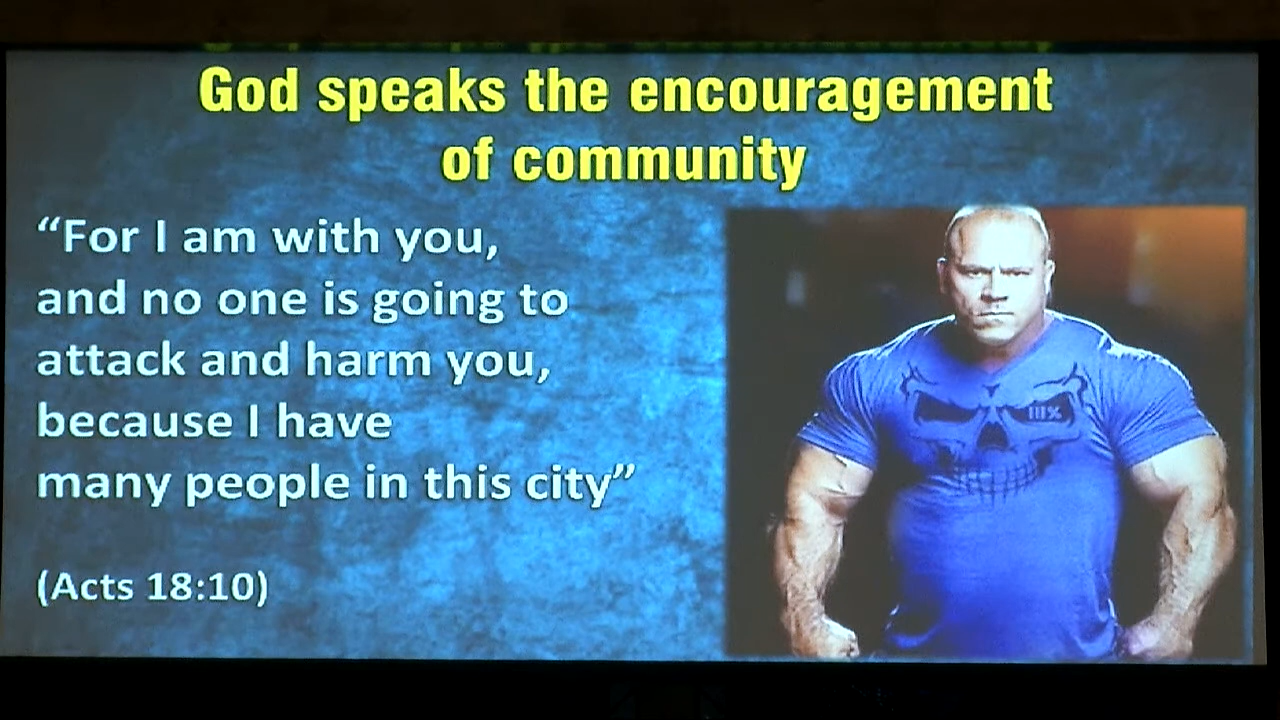 God speaks the encouragement
of community
“For I am with you,
and no one is going to
attack and harm you,
because I have
many people in this city”
(Acts 18:10)
III%